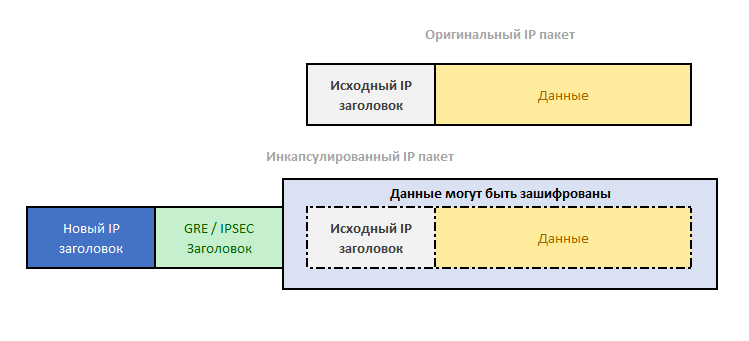 Оригинальный IP пакет
Исходный IP
заголовок
Данные
Инкапсулированный IP пакет
Данные могут быть зашифрованы
Новый IP
заголовок
GRE / IPSEC
Заголовок
Исходный IP
заголовок
Данные